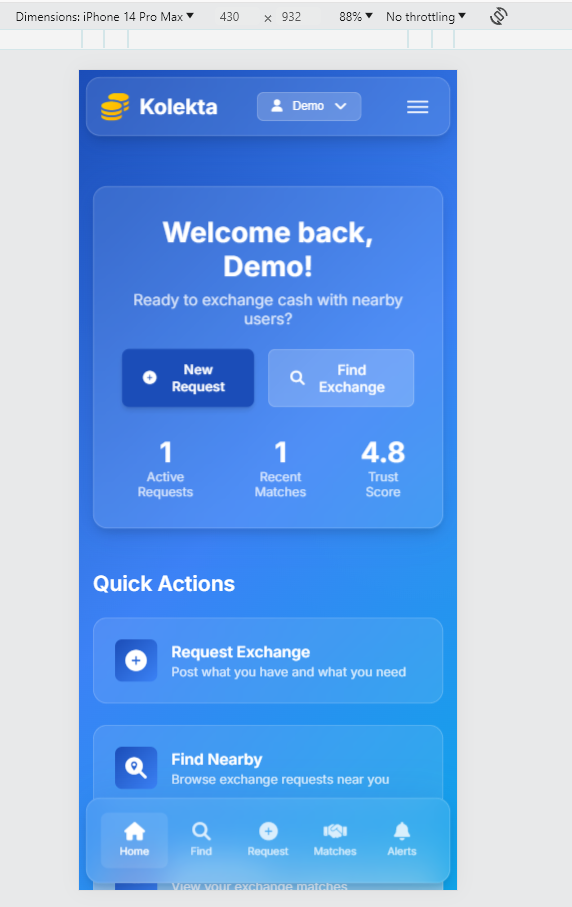 Dimensions: iPhone 14 Pro Max 430 × 932 88% No throttling
Kolekta Demo
Welcome back,
Demo!
Ready to exchange cash with nearby
users?
New
Request
Find
Exchange
1
Active
Requests
1
Recent
Matches
4.8
Trust
Score
Quick Actions
Request Exchange
Post what you have and what you need
Find Nearby
Browse exchange requests near you
Home Find Request Matches Alerts
View your exchange matches